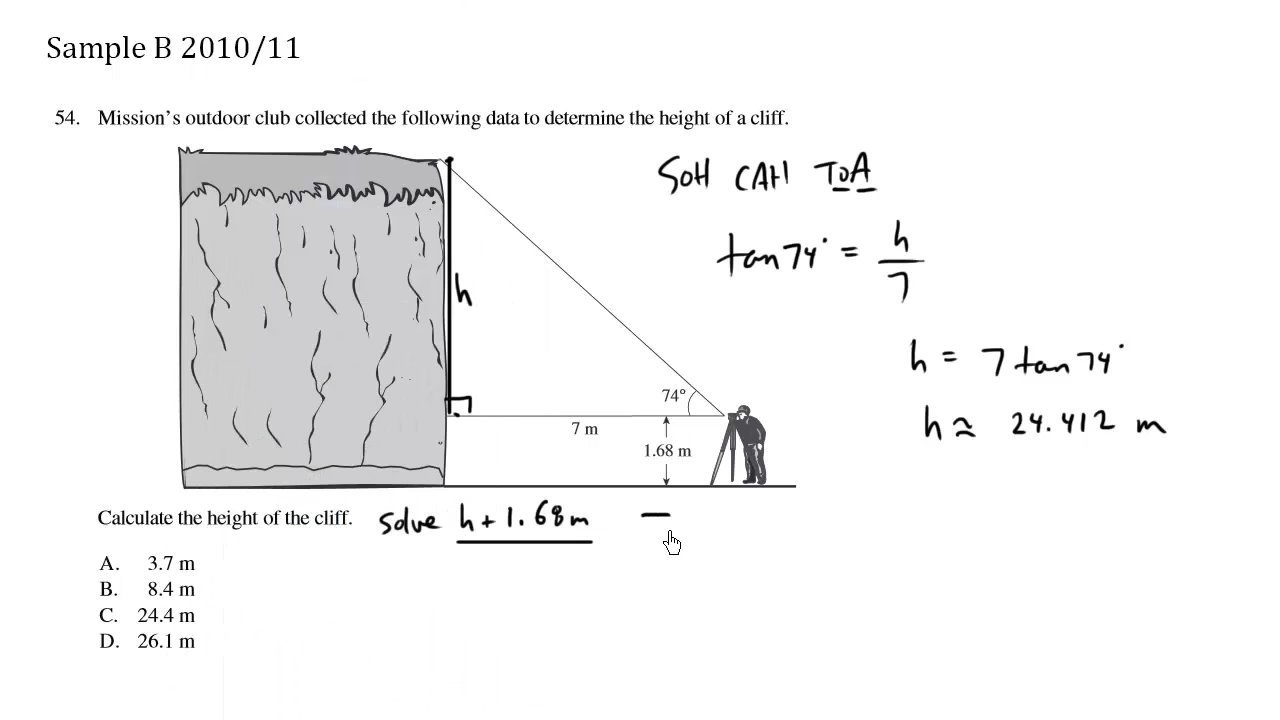 Sample B 2010/11
54. Mission's outdoor club collected the following data to determine the height of a cliff.
SOH CAH TOA
tan 74° = h/7
h
h = 7 tan 74°
74°
7 m
1.68 m
h ≈ 24.412 m
Calculate the height of the cliff. solve h + 1.68 m
A. 3.7 m
B. 8.4 m
C. 24.4 m
D. 26.1 m